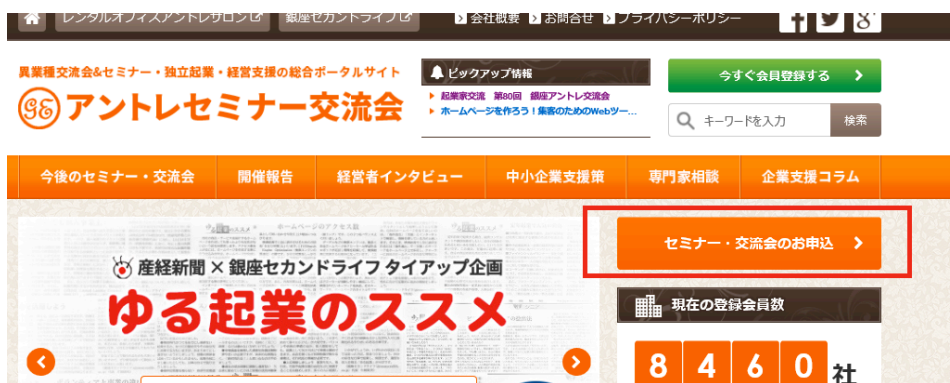 レンタルオフィスアントレサロン
銀座セカンドライフ
会社概要 お問合せ プライバシーポリシー
異業種交流会&セミナー・独立起業・経営支援の総合ポータルサイト
アントレセミナー交流会
ピックアップ情報
起業家交流 第80回 銀座アントレ交流会
ホームページを作ろう！集客のためのWebツー...
今すぐ会員登録する
キーワードを入力 検索
今後のセミナー・交流会 開催報告 経営者インタビュー 中小企業支援策 専門家相談 企業支援コラム
セミナー・交流会のお申込
産経新聞 × 銀座セカンドライフ タイアップ企画
ゆる起業のススメ
現在の登録会員数
8460社